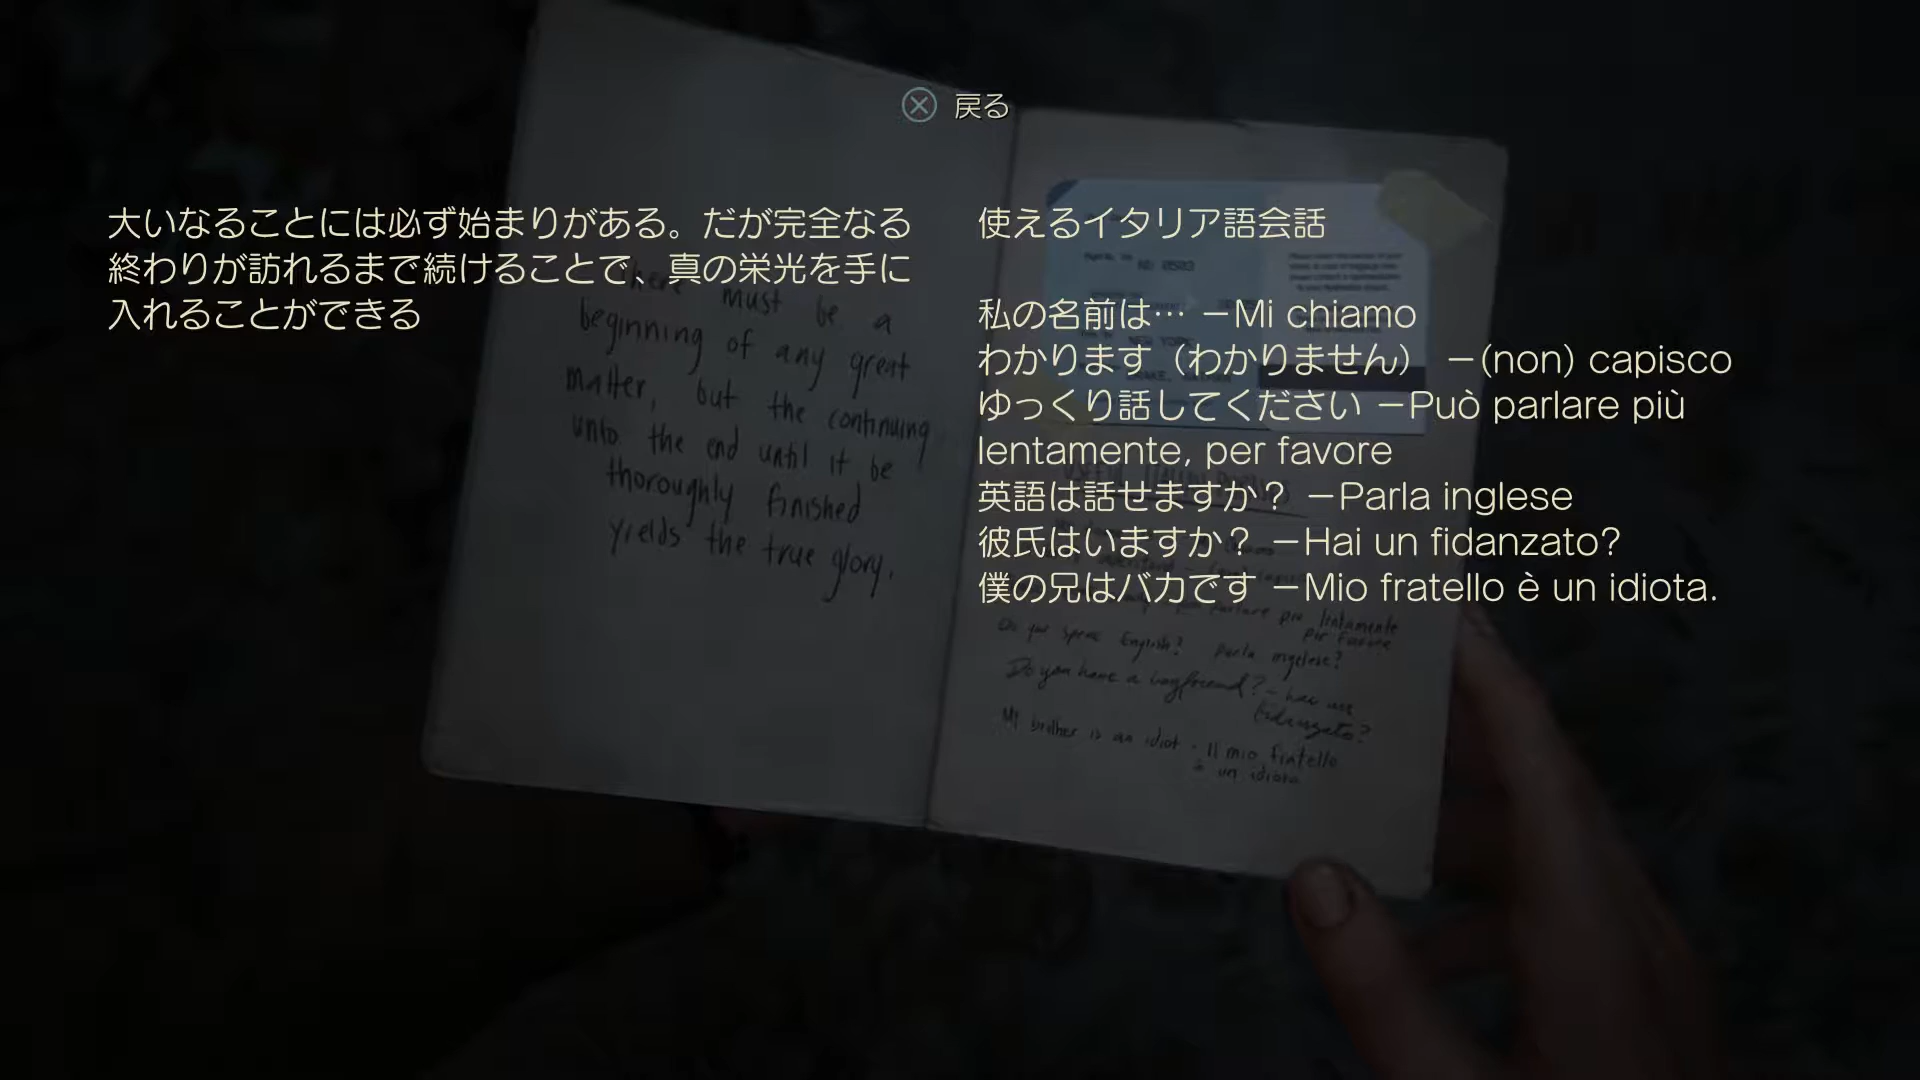 戻る
大いなることには必ず始まりがある。だが完全なる
終わりが訪れるまで続けることで、真の栄光を手に
入れることができる
使えるイタリア語会話
私の名前は… －Mi chiamo
わかります（わかりません） －(non) capisco
ゆっくり話してください －Può parlare più
lentamente, per favore
英語は話せますか？ －Parla inglese
彼氏はいますか？ －Hai un fidanzato?
僕の兄はバカです －Mio fratello è un idiota.
There must be a
beginning of any great
matter, but the continuing
unto the end until it be
thoroughly finished
yields the true glory.
parlare più lentamente
per favore
Do you speak English? Parla inglese?
Do you have a boyfriend? - hai un
fidanzato?
My brother is an idiot - Il mio fratello
è un idiota